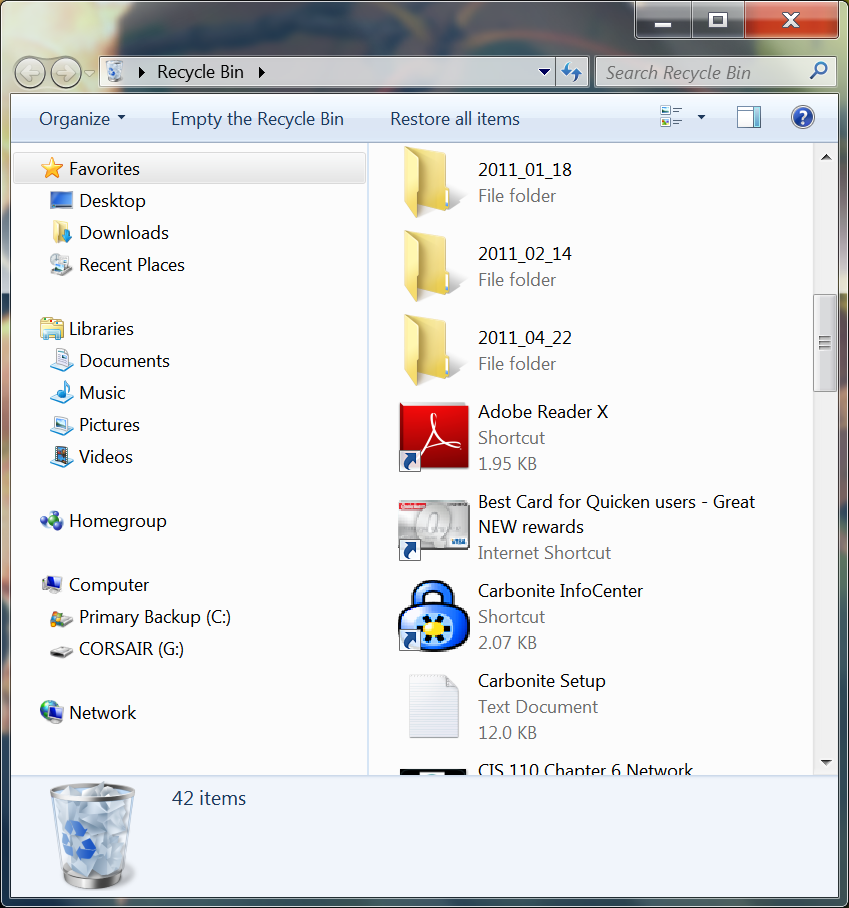 Recycle Bin
Search Recycle Bin
Organize
Empty the Recycle Bin
Restore all items
Favorites
Desktop
Downloads
Recent Places
Libraries
Documents
Music
Pictures
Videos
Homegroup
Computer
Primary Backup (C:)
CORSAIR (G:)
Network
2011_01_18
File folder
2011_02_14
File folder
2011_04_22
File folder
Adobe Reader X
Shortcut
1.95 KB
Best Card for Quicken users - Great
NEW rewards
Internet Shortcut
Carbonite InfoCenter
Shortcut
2.07 KB
Carbonite Setup
Text Document
12.0 KB
CIS 110 Chapter 6 Network
42 items